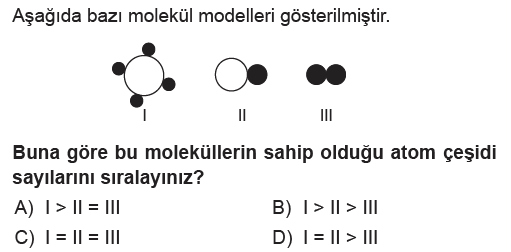 Aşağıda bazı molekül modelleri gösterilmiştir.
I II III
Buna göre bu moleküllerin sahip olduğu atom çeşidi
sayılarını sıralayınız?
A) I > II = III B) I > II > III
C) I = II = III D) I = II > III